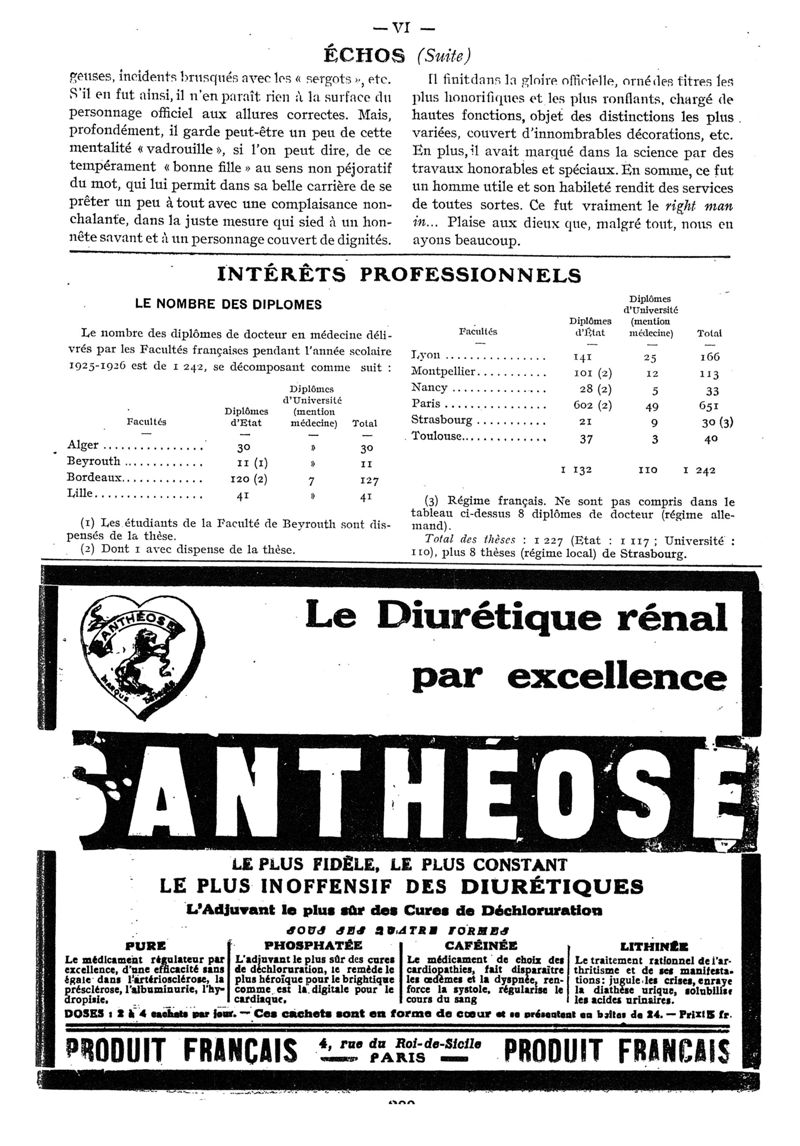 — VI —
ÉCHOS (Suite)
geuses, incidents brusqués avec les « sergots », etc.
S'il en fut ainsi, il n'en paraît rien à la surface du
personnage officiel aux allures correctes. Mais,
profondément, il garde peut-être un peu de cette
mentalité « vadrouille », si l'on peut dire, de ce
tempérament « bonne fille » au sens non péjoratif
du mot, qui lui permit dans sa belle carrière de se
prêter un peu à tout avec une complaisance non-
chalante, dans la juste mesure qui sied à un hon-
nête savant et à un personnage couvert de dignités.
Il finit dans la gloire officielle, orné des titres les
plus honorifiques et les plus ronflants, chargé de
hautes fonctions, objet des distinctions les plus
variées, couvert d'innombrables décorations, etc.
En plus, il avait marqué dans la science par des
travaux honorables et spéciaux. En somme, ce fut
un homme utile et son habileté rendit des services
de toutes sortes. Ce fut vraiment le right man
in... Plaise aux dieux que, malgré tout, nous en
ayons beaucoup.
INTÉRÊTS PROFESSIONNELS
LE NOMBRE DES DIPLOMES
Le nombre des diplômes de docteur en médecine déli-
vrés par les Facultés françaises pendant l'année scolaire
1925-1926 est de 1 242, se décomposant comme suit :
Diplômes
d'Université
Diplômes (mention
Facultés d'Etat médecine) Total
Alger ................ 30 » 30
Beyrouth ............. 11 (1) » 11
Bordeaux............. 120 (2) 7 127
Lille.................. 41 » 41
(1) Les étudiants de la Faculté de Beyrouth sont dis-
pensés de la thèse.
(2) Dont 1 avec dispense de la thèse.
Diplômes
d'Université
Diplômes (mention
Facultés d'État médecine) Total
Lyon ................ 141 25 166
Montpellier........... 101 (2) 12 113
Nancy ............... 28 (2) 5 33
Paris ................ 602 (2) 49 651
Strasbourg ........... 21 9 30 (3)
Toulouse............. 37 3 40
1 132 110 1 242
(3) Régime français. Ne sont pas compris dans le
tableau ci-dessus 8 diplômes de docteur (régime alle-
mand).
Total des thèses : 1 227 (Etat : 1 117 ; Université :
110), plus 8 thèses (régime local) de Strasbourg.
SANTHÉOSE
MARQUE DÉPOSÉE
Le Diurétique rénal
par excellence
SANTHÉOSE
LE PLUS FIDÈLE, LE PLUS CONSTANT
LE PLUS INOFFENSIF DES DIURÉTIQUES
L'Adjuvant le plus sûr des Cures de Déchloruration
SOUS SES QUATRE FORMES
PURE
Le médicament régulateur par
excellence, d'une efficacité sans
égale dans l'artériosclérose, la
présclérose, l'albuminurie, l'hy-
dropisie.
PHOSPHATÉE
L'adjuvant le plus sûr des cures
de déchloruration, le remède le
plus héroïque pour le brightique
comme est la digitale pour le
cardiaque.
CAFÉINÉE
Le médicament de choix des
cardiopathies, fait disparaître
les œdèmes et la dyspnée, ren-
force la systole, régularise le
cours du sang
LITHINÉE
Le traitement rationnel de l'ar-
thritisme et de ses manifesta-
tions : jugule les crises, enraye
la diathèse urique, solubilise
les acides urinaires.
DOSES : 2 à 4 cachets par jour. — Ces cachets sont en forme de cœur et se présentent en boîtes de 24. — Prix : 5 fr.
PRODUIT FRANÇAIS 4, rue du Roi-de-Sicile PRODUIT FRANCAIS
— PARIS —